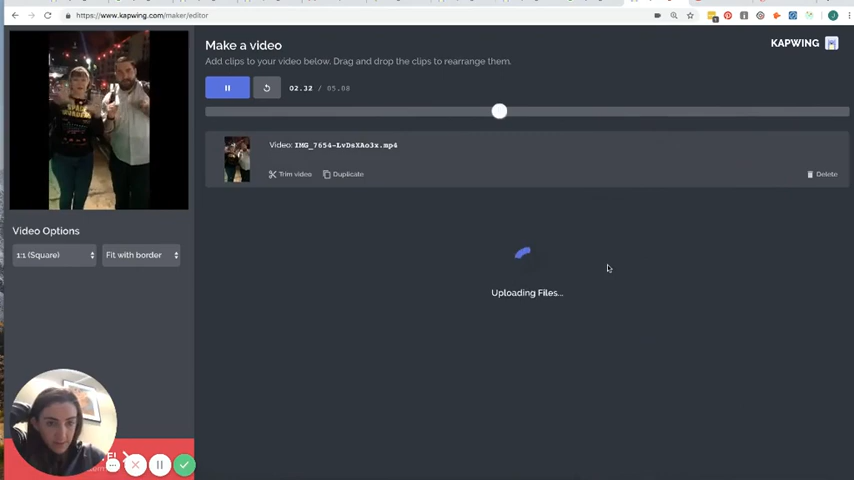 https://www.kapwing.com/maker/editor
Make a video
KAPWING
Add clips to your video below. Drag and drop the clips to rearrange them.
02.32 / 05.08
Video: IMG_7654-LvDsXAo3x.mp4
Trim video
Duplicate
Delete
Video Options
1:1 (Square)
Fit with border
Uploading Files...